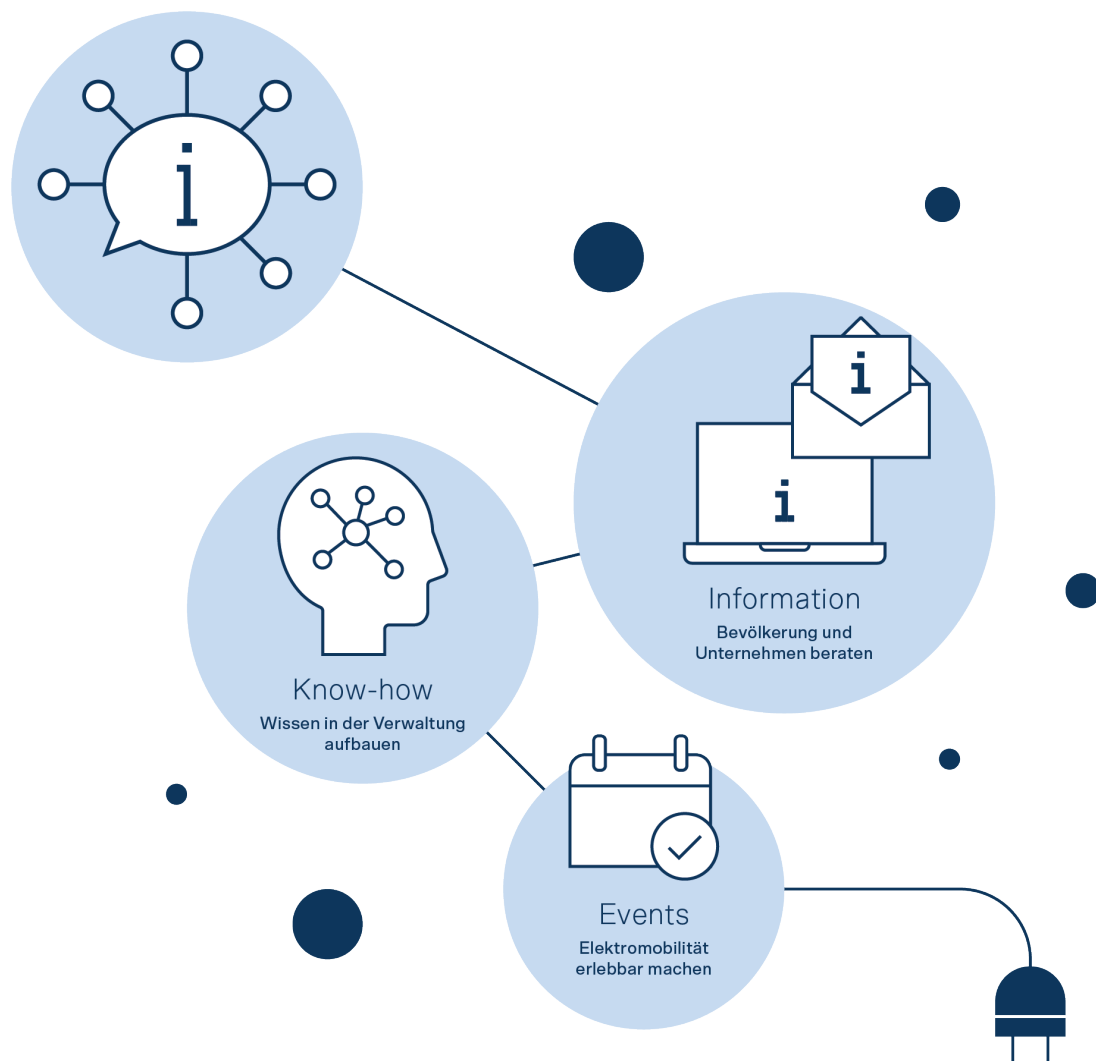 i
i
i
Information
Bevölkerung und
Unternehmen beraten
Know-how
Wissen in der Verwaltung
aufbauen
Events
Elektromobilität
erlebbar machen